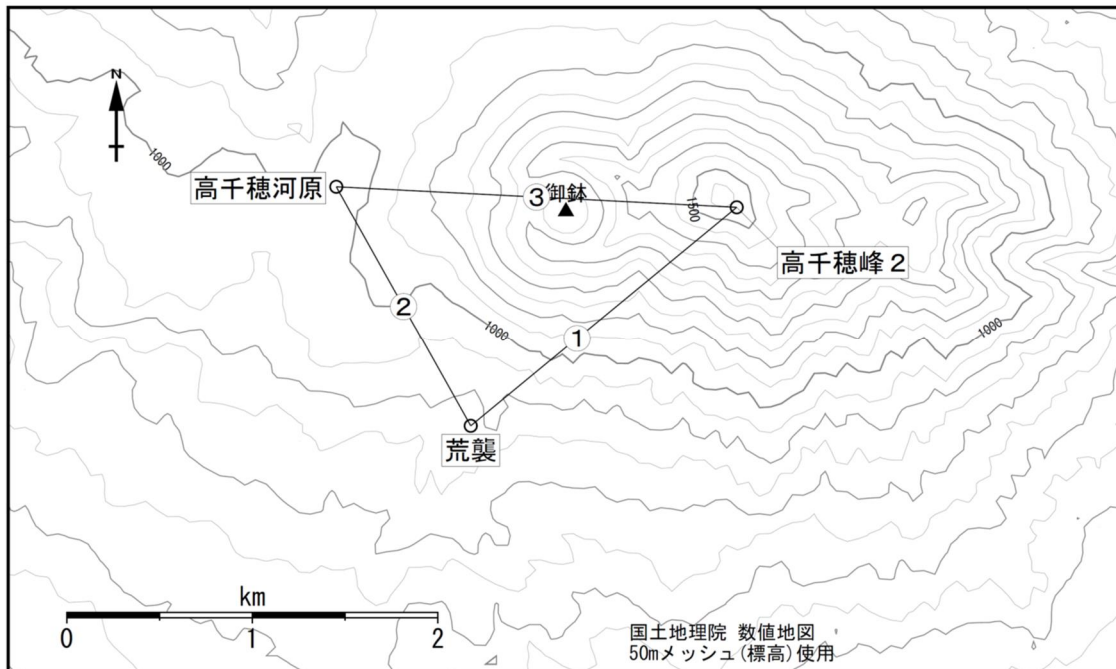 N
1000
高千穂河原
③
御鉢
1500
高千穂峰2
②
1000
①
1000
荒襲
km
0 1 2
国土地理院 数値地図
50mメッシュ(標高)使用